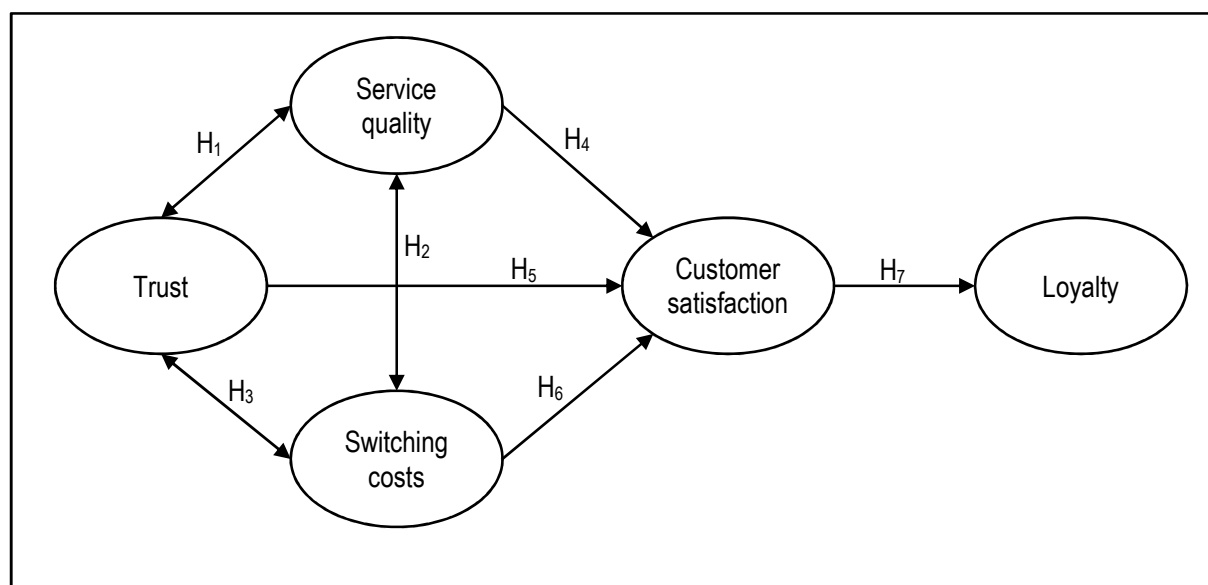 Service
quality
H₁
H₄
H₂
Trust
H₅
Customer
satisfaction
H₇
Loyalty
H₃
H₆
Switching
costs